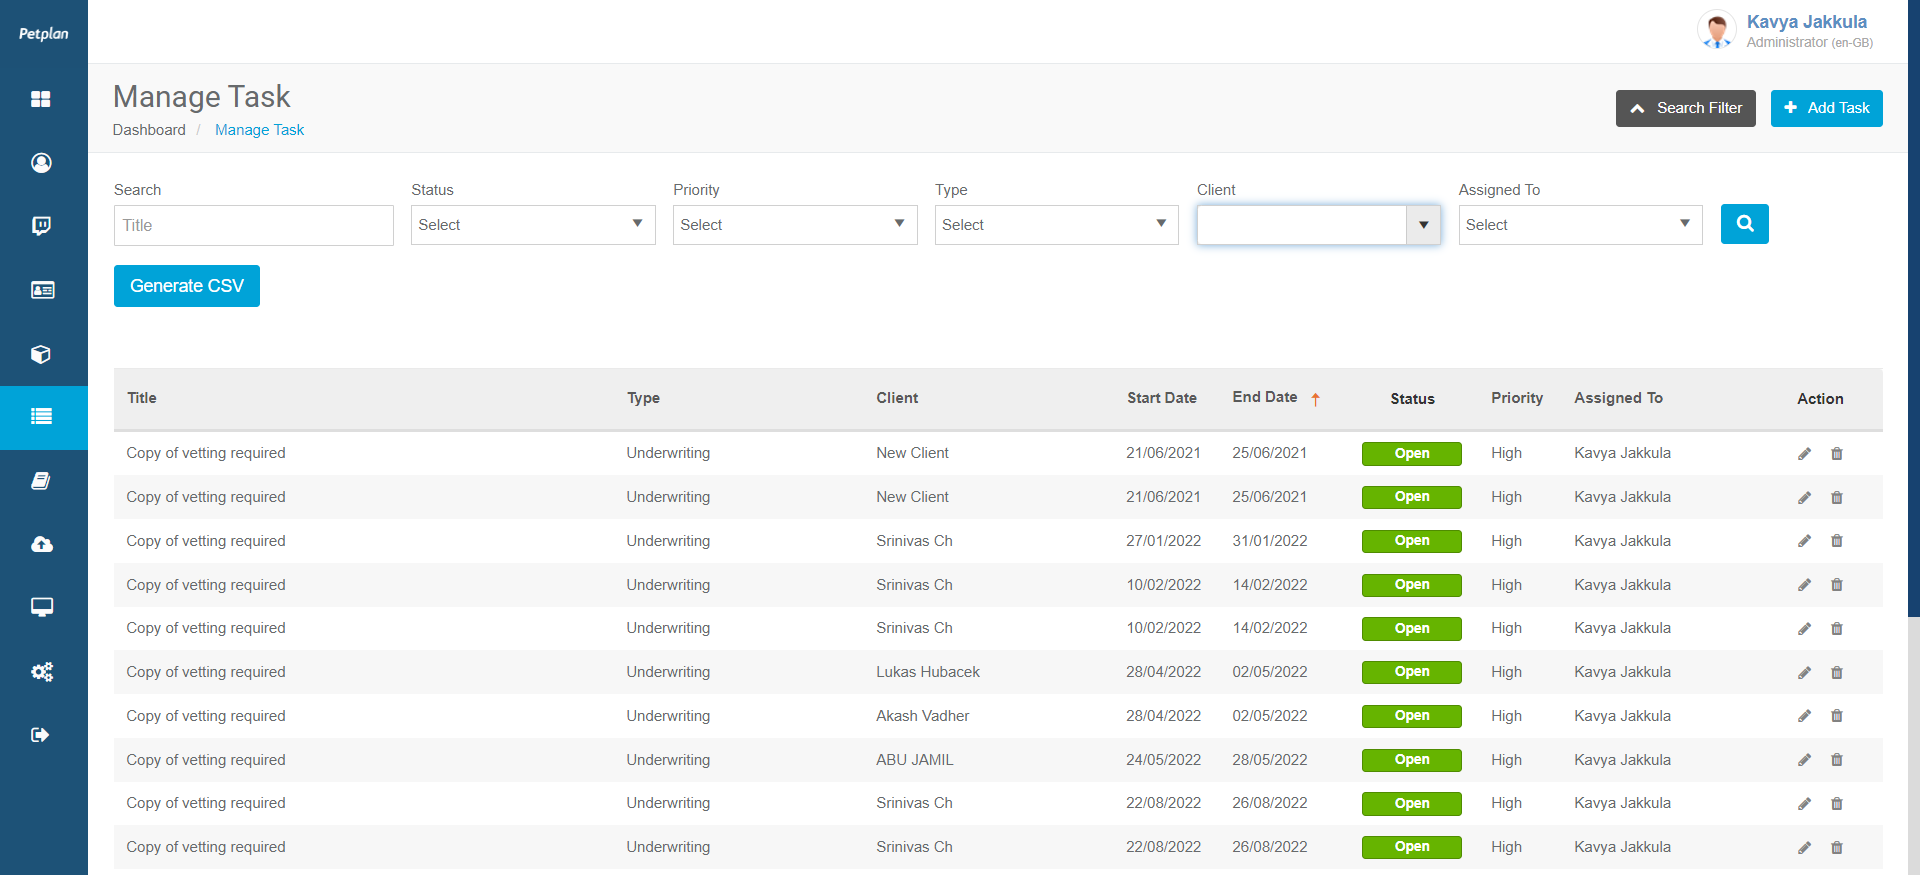 Petplan
Kavya Jakkula
Administrator (en-GB)
Manage Task
Dashboard / Manage Task
Search Filter
Add Task
Search Status Priority Type Client Assigned To
Title Select Select Select Select
Generate CSV
Title Type Client Start Date End Date Status Priority Assigned To Action
Copy of vetting required Underwriting New Client 21/06/2021 25/06/2021 Open High Kavya Jakkula
Copy of vetting required Underwriting New Client 21/06/2021 25/06/2021 Open High Kavya Jakkula
Copy of vetting required Underwriting Srinivas Ch 27/01/2022 31/01/2022 Open High Kavya Jakkula
Copy of vetting required Underwriting Srinivas Ch 10/02/2022 14/02/2022 Open High Kavya Jakkula
Copy of vetting required Underwriting Srinivas Ch 10/02/2022 14/02/2022 Open High Kavya Jakkula
Copy of vetting required Underwriting Lukas Hubacek 28/04/2022 02/05/2022 Open High Kavya Jakkula
Copy of vetting required Underwriting Akash Vadher 28/04/2022 02/05/2022 Open High Kavya Jakkula
Copy of vetting required Underwriting ABU JAMIL 24/05/2022 28/05/2022 Open High Kavya Jakkula
Copy of vetting required Underwriting Srinivas Ch 22/08/2022 26/08/2022 Open High Kavya Jakkula
Copy of vetting required Underwriting Srinivas Ch 22/08/2022 26/08/2022 Open High Kavya Jakkula